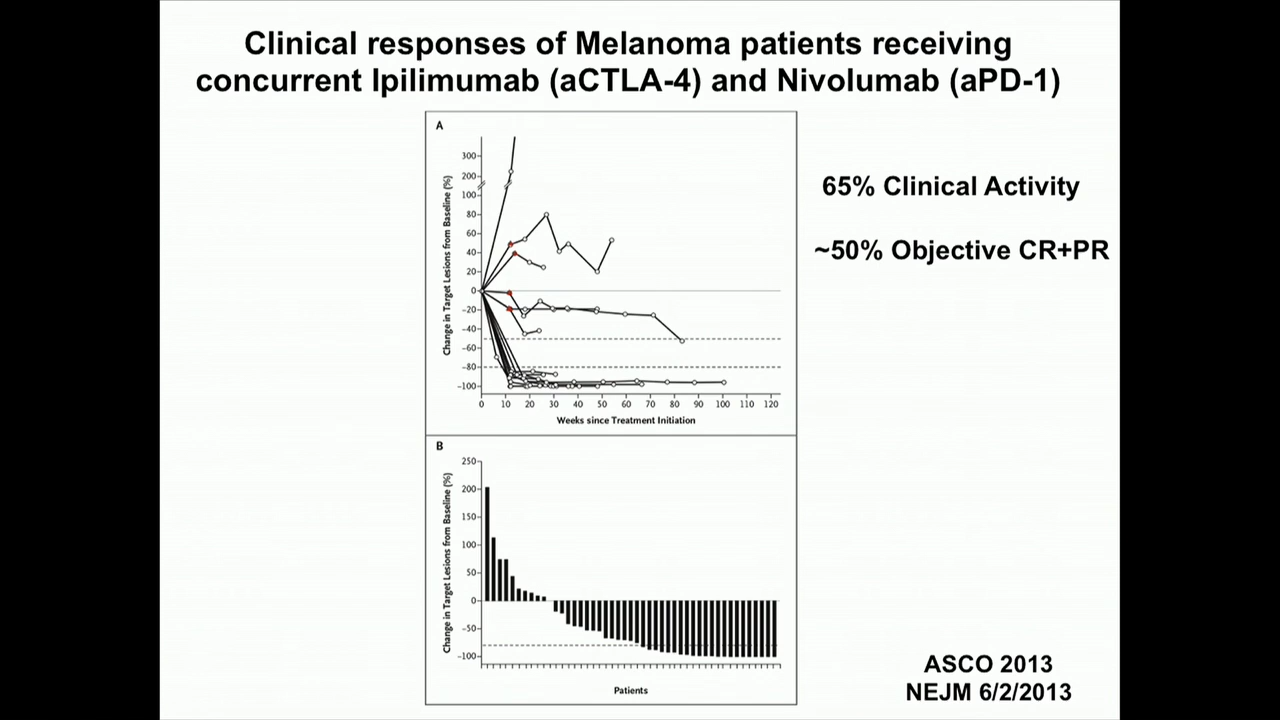 Clinical responses of Melanoma patients receiving
concurrent Ipilimumab (aCTLA-4) and Nivolumab (aPD-1)
A
Change in Target Lesions from Baseline (%)
300
200
100
80
60
40
20
0
−20
−40
−60
−80
−100
0 10 20 30 40 50 60 70 80 90 100 110 120
Weeks since Treatment Initiation
65% Clinical Activity
~50% Objective CR+PR
B
Change in Target Lesions from Baseline (%)
250
200
150
100
50
0
−50
−100
Patients
ASCO 2013
NEJM 6/2/2013